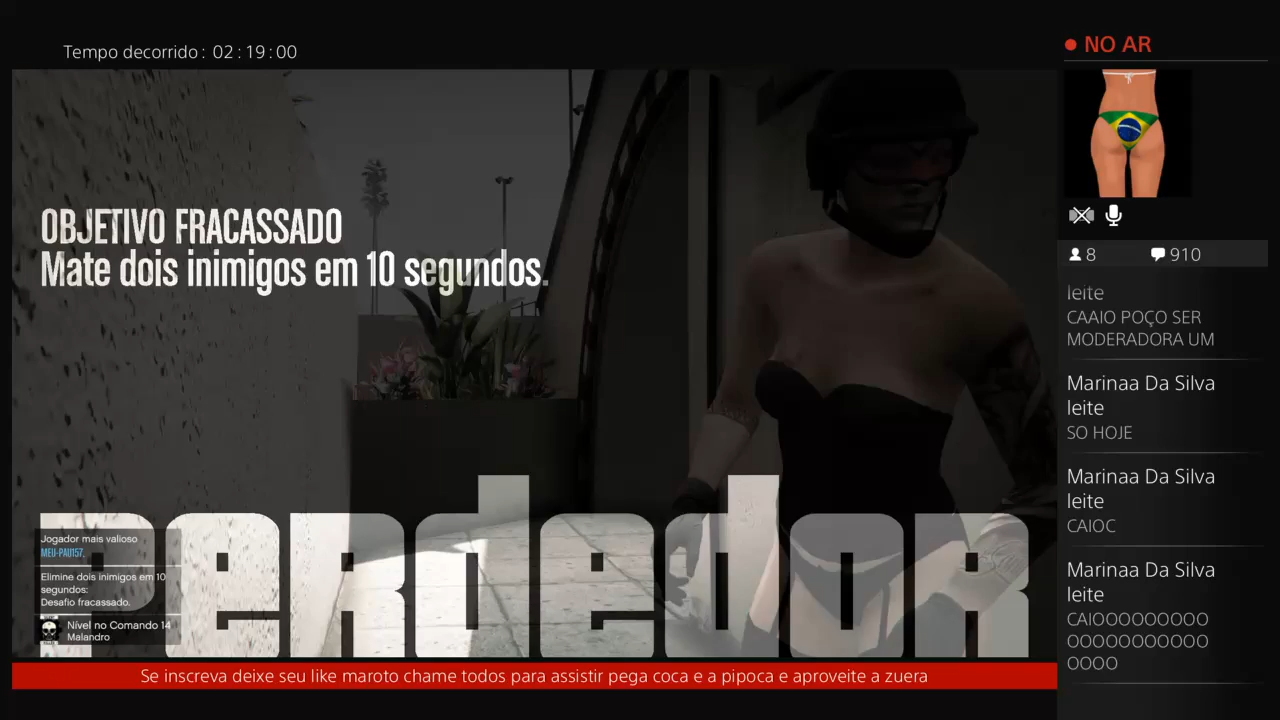 Tempo decorrido: 02:19:00
NO AR
OBJETIVO FRACASSADO
Mate dois inimigos em 10 segundos.
perdedor
Jogador mais valioso
MEU-PAU157.
Elimine dois inimigos em 10
segundos:
Desafio fracassado.
Nível no Comando 14
Malandro
Se inscreva deixe seu like maroto chame todos para assistir pega coca e a pipoca e aproveite a zuera
8 910
leite
CAAIO POÇO SER
MODERADORA UM
Marinaa Da Silva
leite
SO HOJE
Marinaa Da Silva
leite
CAIOC
Marinaa Da Silva
leite
CAIOOOOOOOOO
OOOOOOOOOOO
OOOO